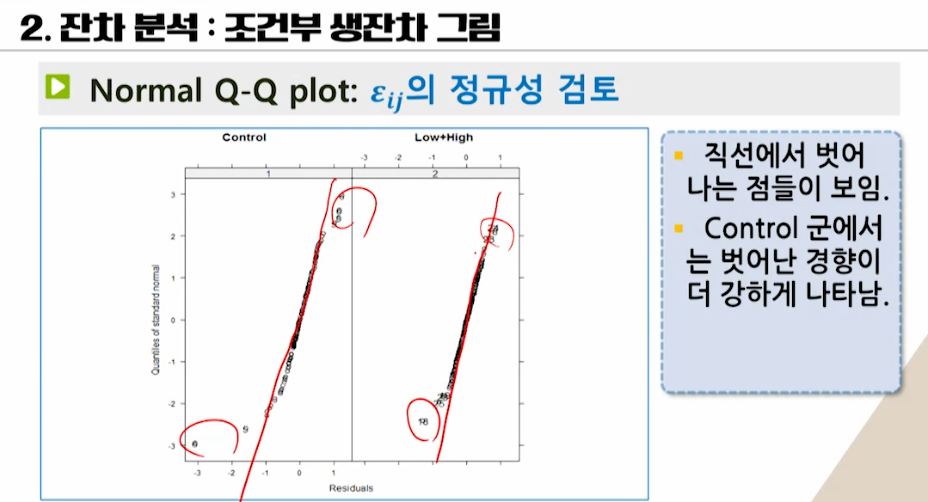 2. 잔차 분석 : 조건부 생잔차 그림
Normal Q-Q plot: εij의 정규성 검토
Control
Low+High
-3 -2 -1 0 1
1
2
3
2
1
0
-1
-2
-3
Quantiles of standard normal
-3 -2 -1 0 1
Residuals
직선에서 벗어
나는 점들이 보임.
Control 군에서
는 벗어난 경향이
더 강하게 나타남.